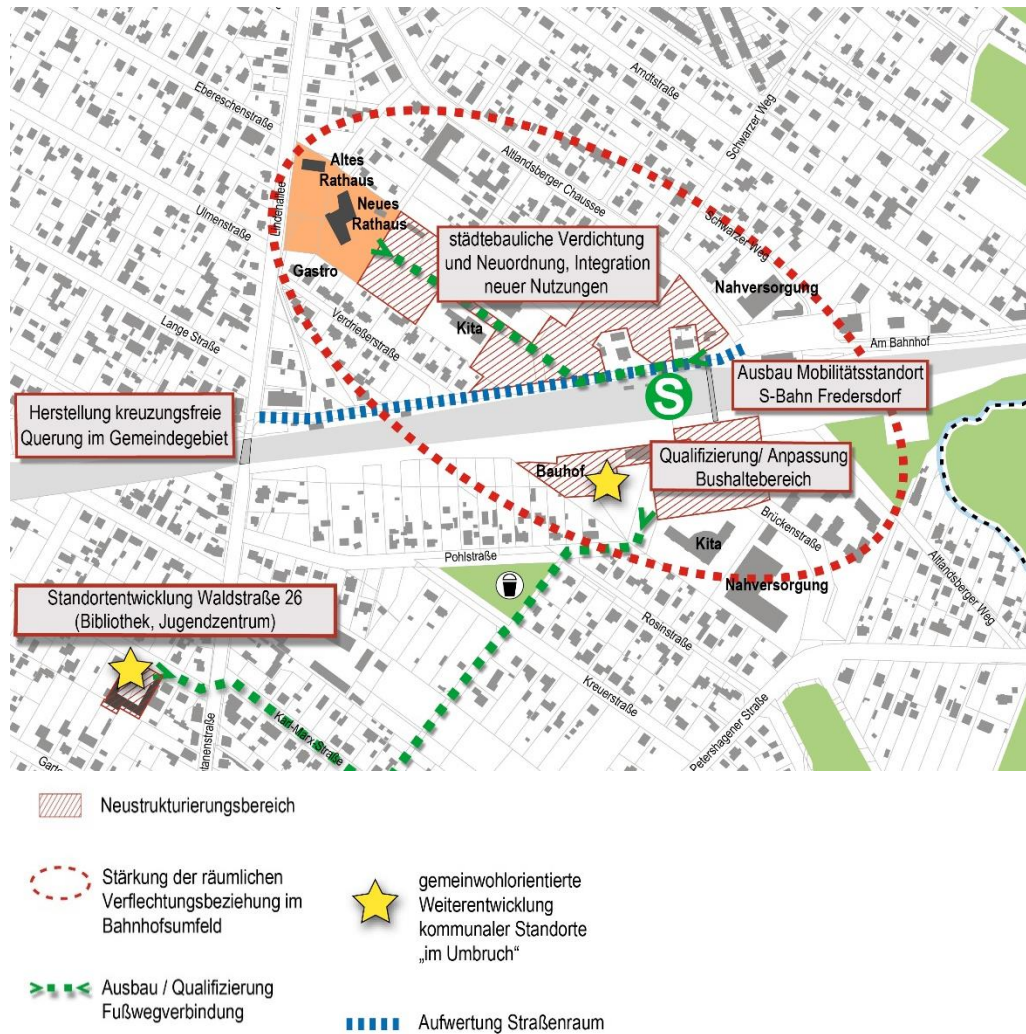 Ebereschenstraße
Arndtstraße
Schwarzer Weg
Altlandsberger Chaussee
Altes
Rathaus
Neues
Rathaus
Lindenallee
Ulmenstraße
Schwarzer Weg
städtebauliche Verdichtung
und Neuordnung, Integration
neuer Nutzungen
Gastro
Nahversorgung
Verdrießerstraße
Kita
Lange Straße
Am Bahnhof
Ausbau Mobilitätsstandort
S-Bahn Fredersdorf
S
Herstellung kreuzungsfreie
Querung im Gemeindegebiet
Qualifizierung/ Anpassung
Bushaltebereich
Bauhof
Brückenstraße
Kita
Pohlstraße
Nahversorgung
Altlandsberger Weg
Standortentwicklung Waldstraße 26
(Bibliothek, Jugendzentrum)
Rosinstraße
Kreuerstraße
Karl-Marx-Straße
Petershagener Straße
tanenstraße
Garte
Neustrukturierungsbereich
Stärkung der räumlichen
Verflechtungsbeziehung im
Bahnhofsumfeld
gemeinwohlorientierte
Weiterentwicklung
kommunaler Standorte
„im Umbruch“
Ausbau / Qualifizierung
Fußwegverbindung
Aufwertung Straßenraum